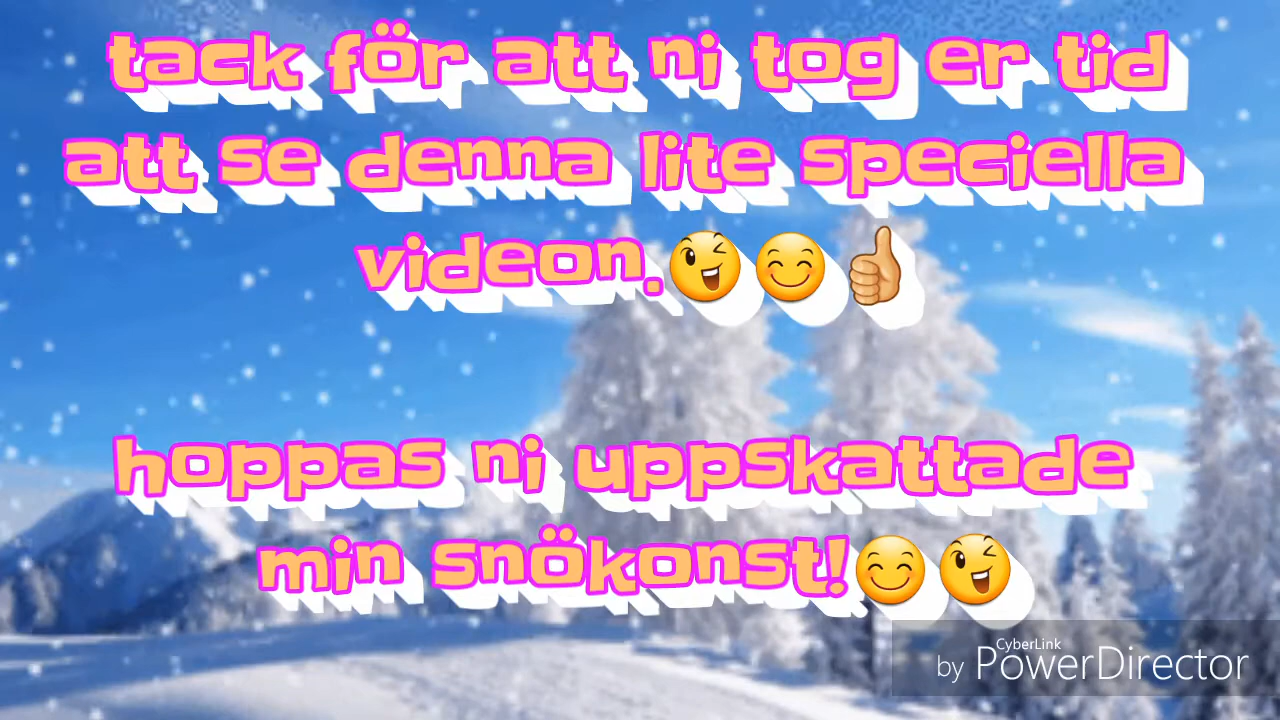 tack för att ni tog er tid
att se denna lite speciella
videon.😉😊👍
hoppas ni uppskattade
min snökonst!😊😉
CyberLink
by PowerDirector